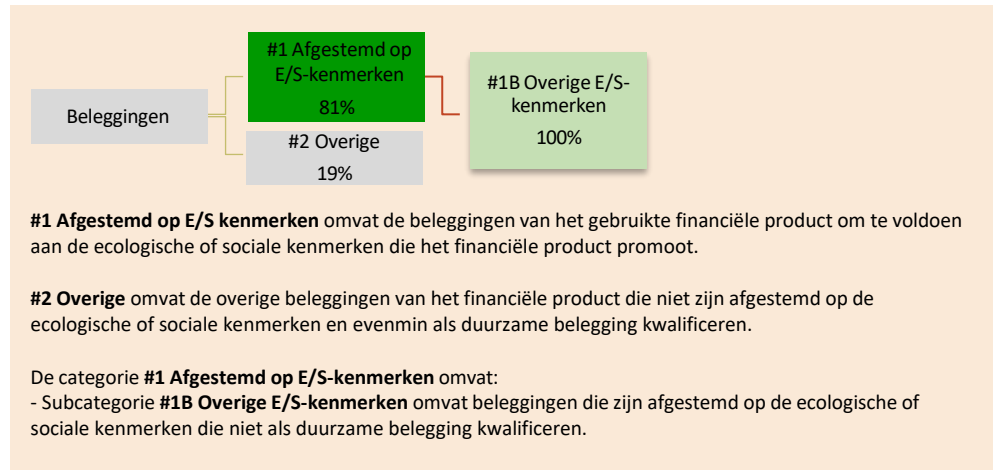 #1 Afgestemd op
E/S-kenmerken
81%
#1B Overige E/S-
kenmerken
100%
Beleggingen
#2 Overige
19%
#1 Afgestemd op E/S kenmerken omvat de beleggingen van het gebruikte financiële product om te voldoen
aan de ecologische of sociale kenmerken die het financiële product promoot.
#2 Overige omvat de overige beleggingen van het financiële product die niet zijn afgestemd op de
ecologische of sociale kenmerken en evenmin als duurzame belegging kwalificeren.
De categorie #1 Afgestemd op E/S-kenmerken omvat:
- Subcategorie #1B Overige E/S-kenmerken omvat beleggingen die zijn afgestemd op de ecologische of
sociale kenmerken die niet als duurzame belegging kwalificeren.